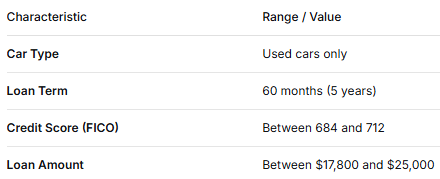 Characteristic Range / Value
Car Type Used cars only
Loan Term 60 months (5 years)
Credit Score (FICO) Between 684 and 712
Loan Amount Between $17,800 and $25,000